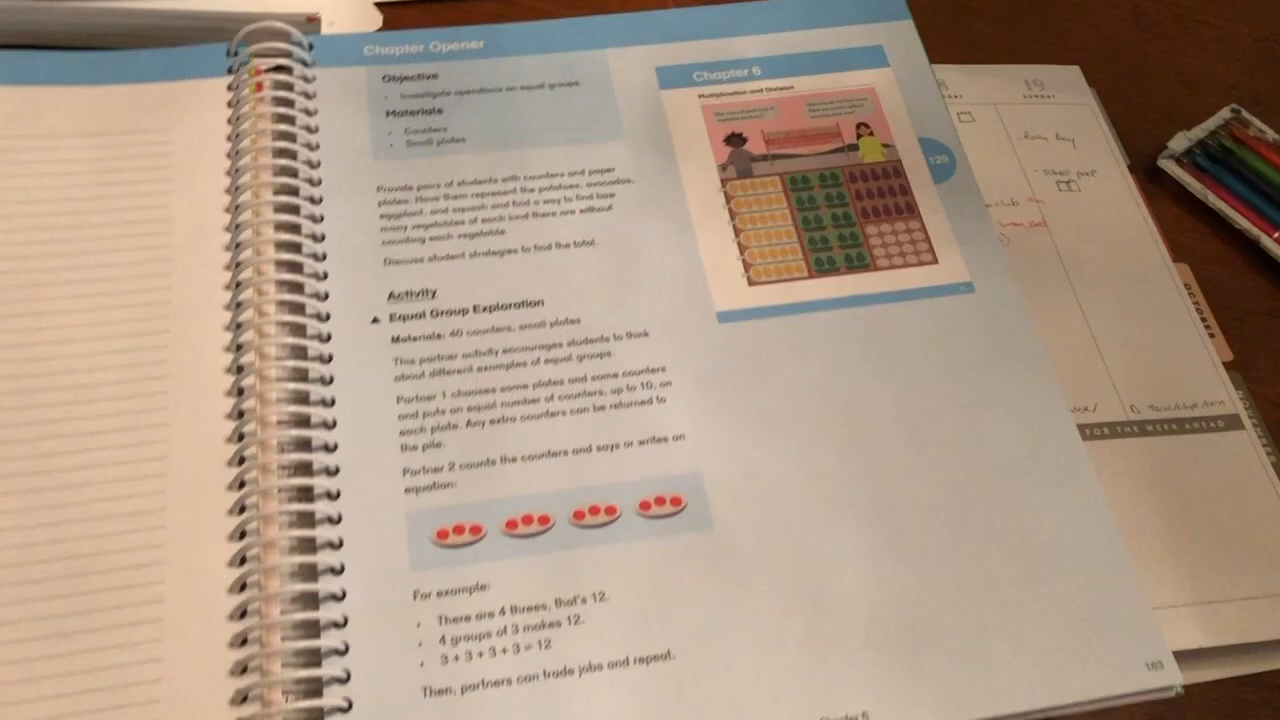 Chapter Opener
Objective
• Investigate operations on equal groups.
Materials
• Counters
• Small plates
Provide pairs of students with counters and paper
plates. Have them represent the potatoes, avocados,
eggplant, and squash and find a way to find how
many vegetables of each kind there are without
counting each vegetable.
Discuss student strategies to find the total.
Activity
▲ Equal Group Exploration
Materials: 40 counters, small plates
This partner activity encourages students to think
about different examples of equal groups.
Partner 1 chooses some plates and some counters
and puts an equal number of counters, up to 10, on
each plate. Any extra counters can be returned to
the pile.
Partner 2 counts the counters and says or writes an
equation:
For example:
• There are 4 threes, that's 12.
• 4 groups of 3 makes 12.
• 3 + 3 + 3 + 3 = 12
Then, partners can trade jobs and repeat.
Chapter 6
Multiplication and Division
129
163
Chapter 6
19
SUNDAY
- School prep
club
OCTOBER
FOR THE WEEK AHEAD